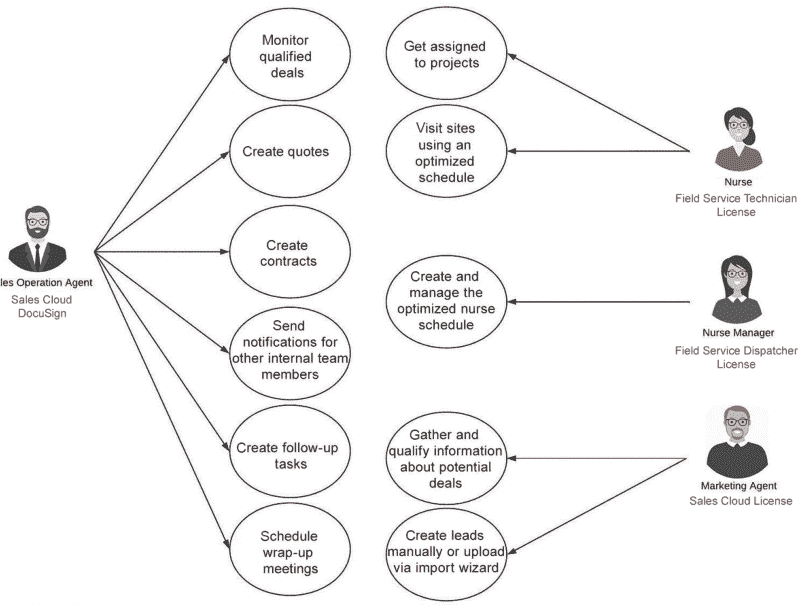 Monitor
qualified
deals
Create quotes
Create
contracts
Send
notifications for
other internal team
members
Create follow-up
tasks
Schedule
wrap-up
meetings
Get assigned
to projects
Visit sites
using an
optimized
schedule
Create and
manage the
optimized nurse
schedule
Gather and
qualify information
about potential
deals
Create leads
manually or upload
via import wizard
les Operation Agent
Sales Cloud
DocuSign
Nurse
Field Service Technician
License
Nurse Manager
Field Service Dispatcher
License
Marketing Agent
Sales Cloud License